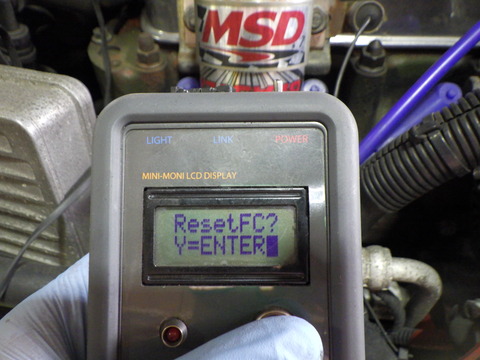 MSD
LIGHT LINK POWER
MINI-MONI LCD DISPLAY
ResetFC?
Y=ENTER